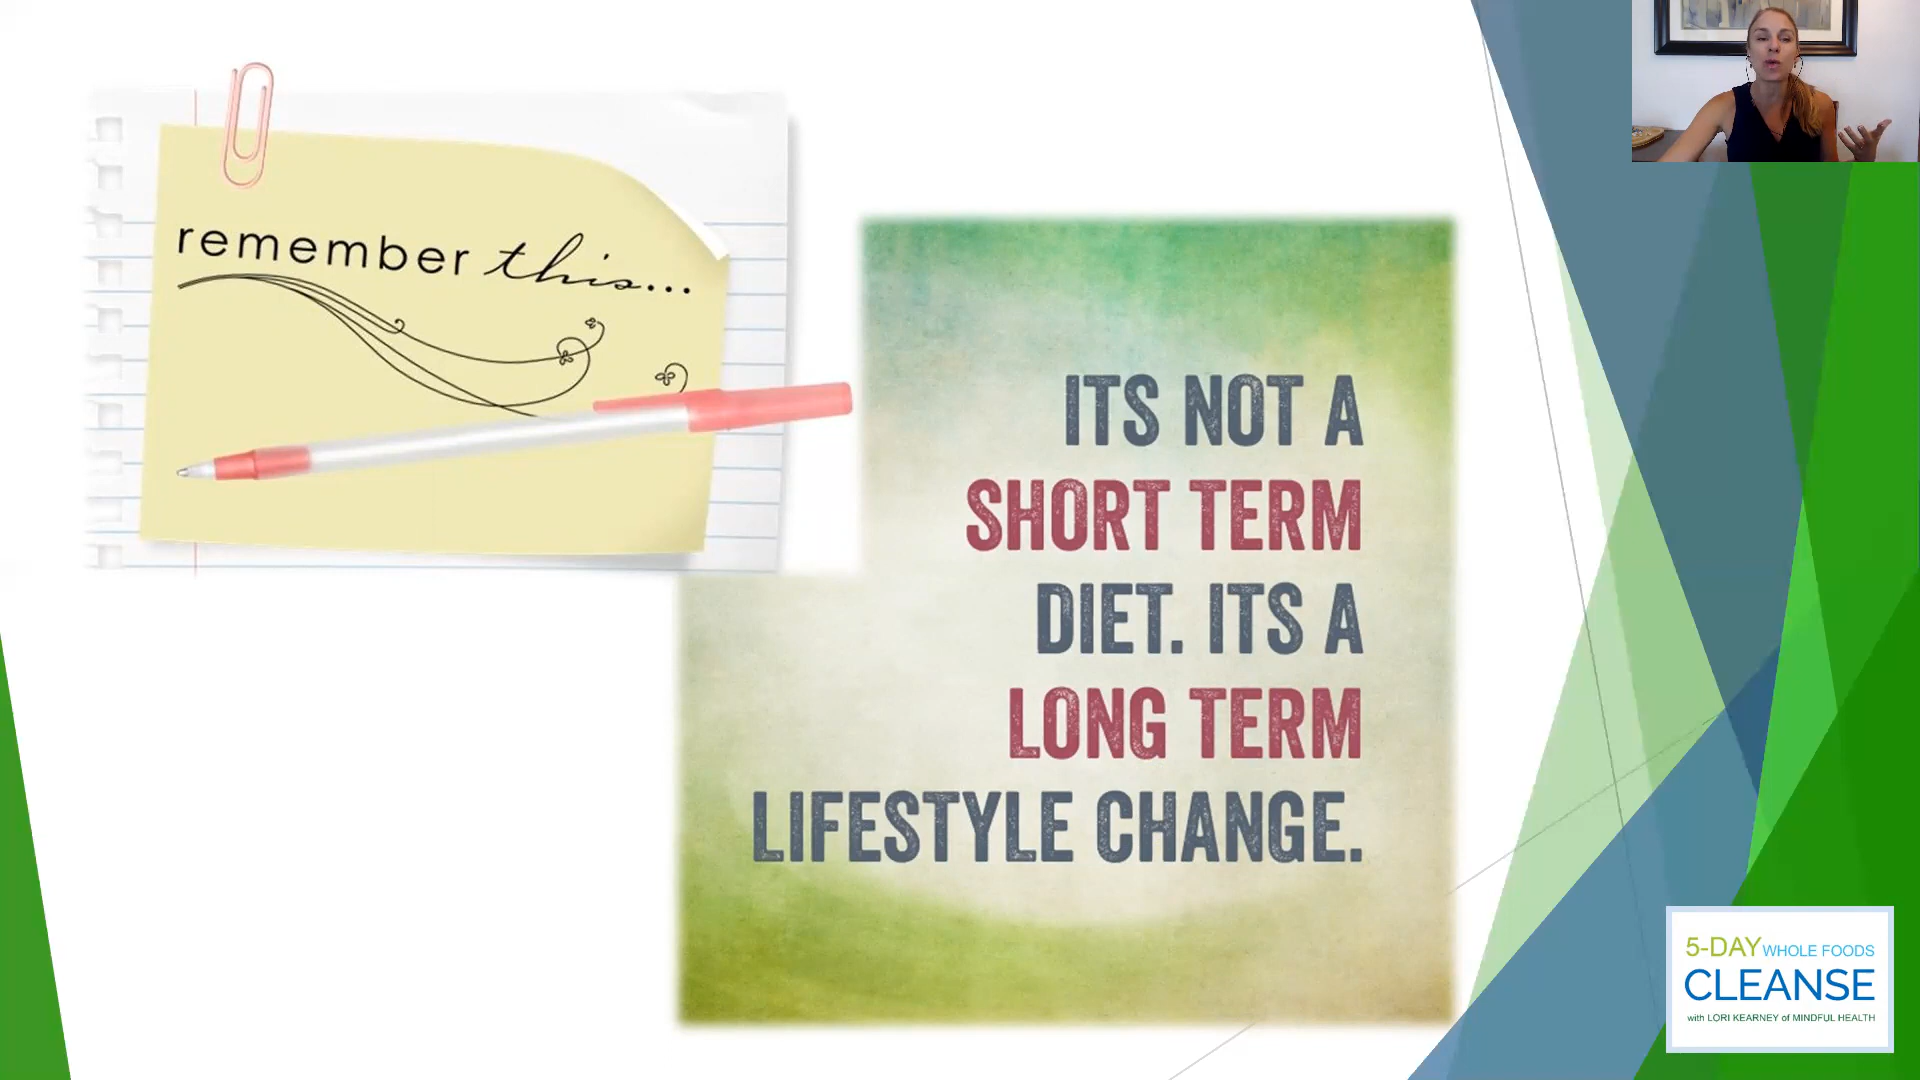 remember this...
ITS NOT A
SHORT TERM
DIET. ITS A
LONG TERM
LIFESTYLE CHANGE.
5-DAY WHOLE FOODS
CLEANSE
with LORI KEARNEY of MINDFUL HEALTH